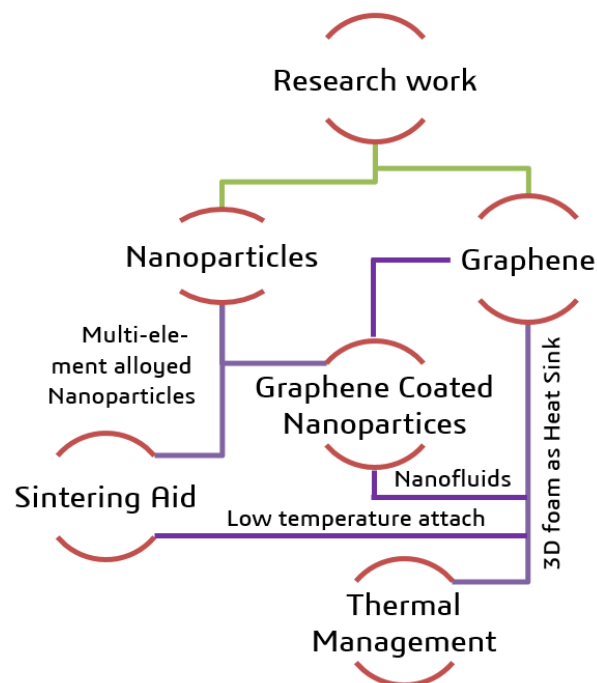 Research work
Nanoparticles
Graphene
Multi-ele-
ment alloyed
Nanoparticles
Graphene Coated
Nanopartices
3D foam as Heat Sink
Nanofluids
Sintering Aid
Low temperature attach
Thermal
Management